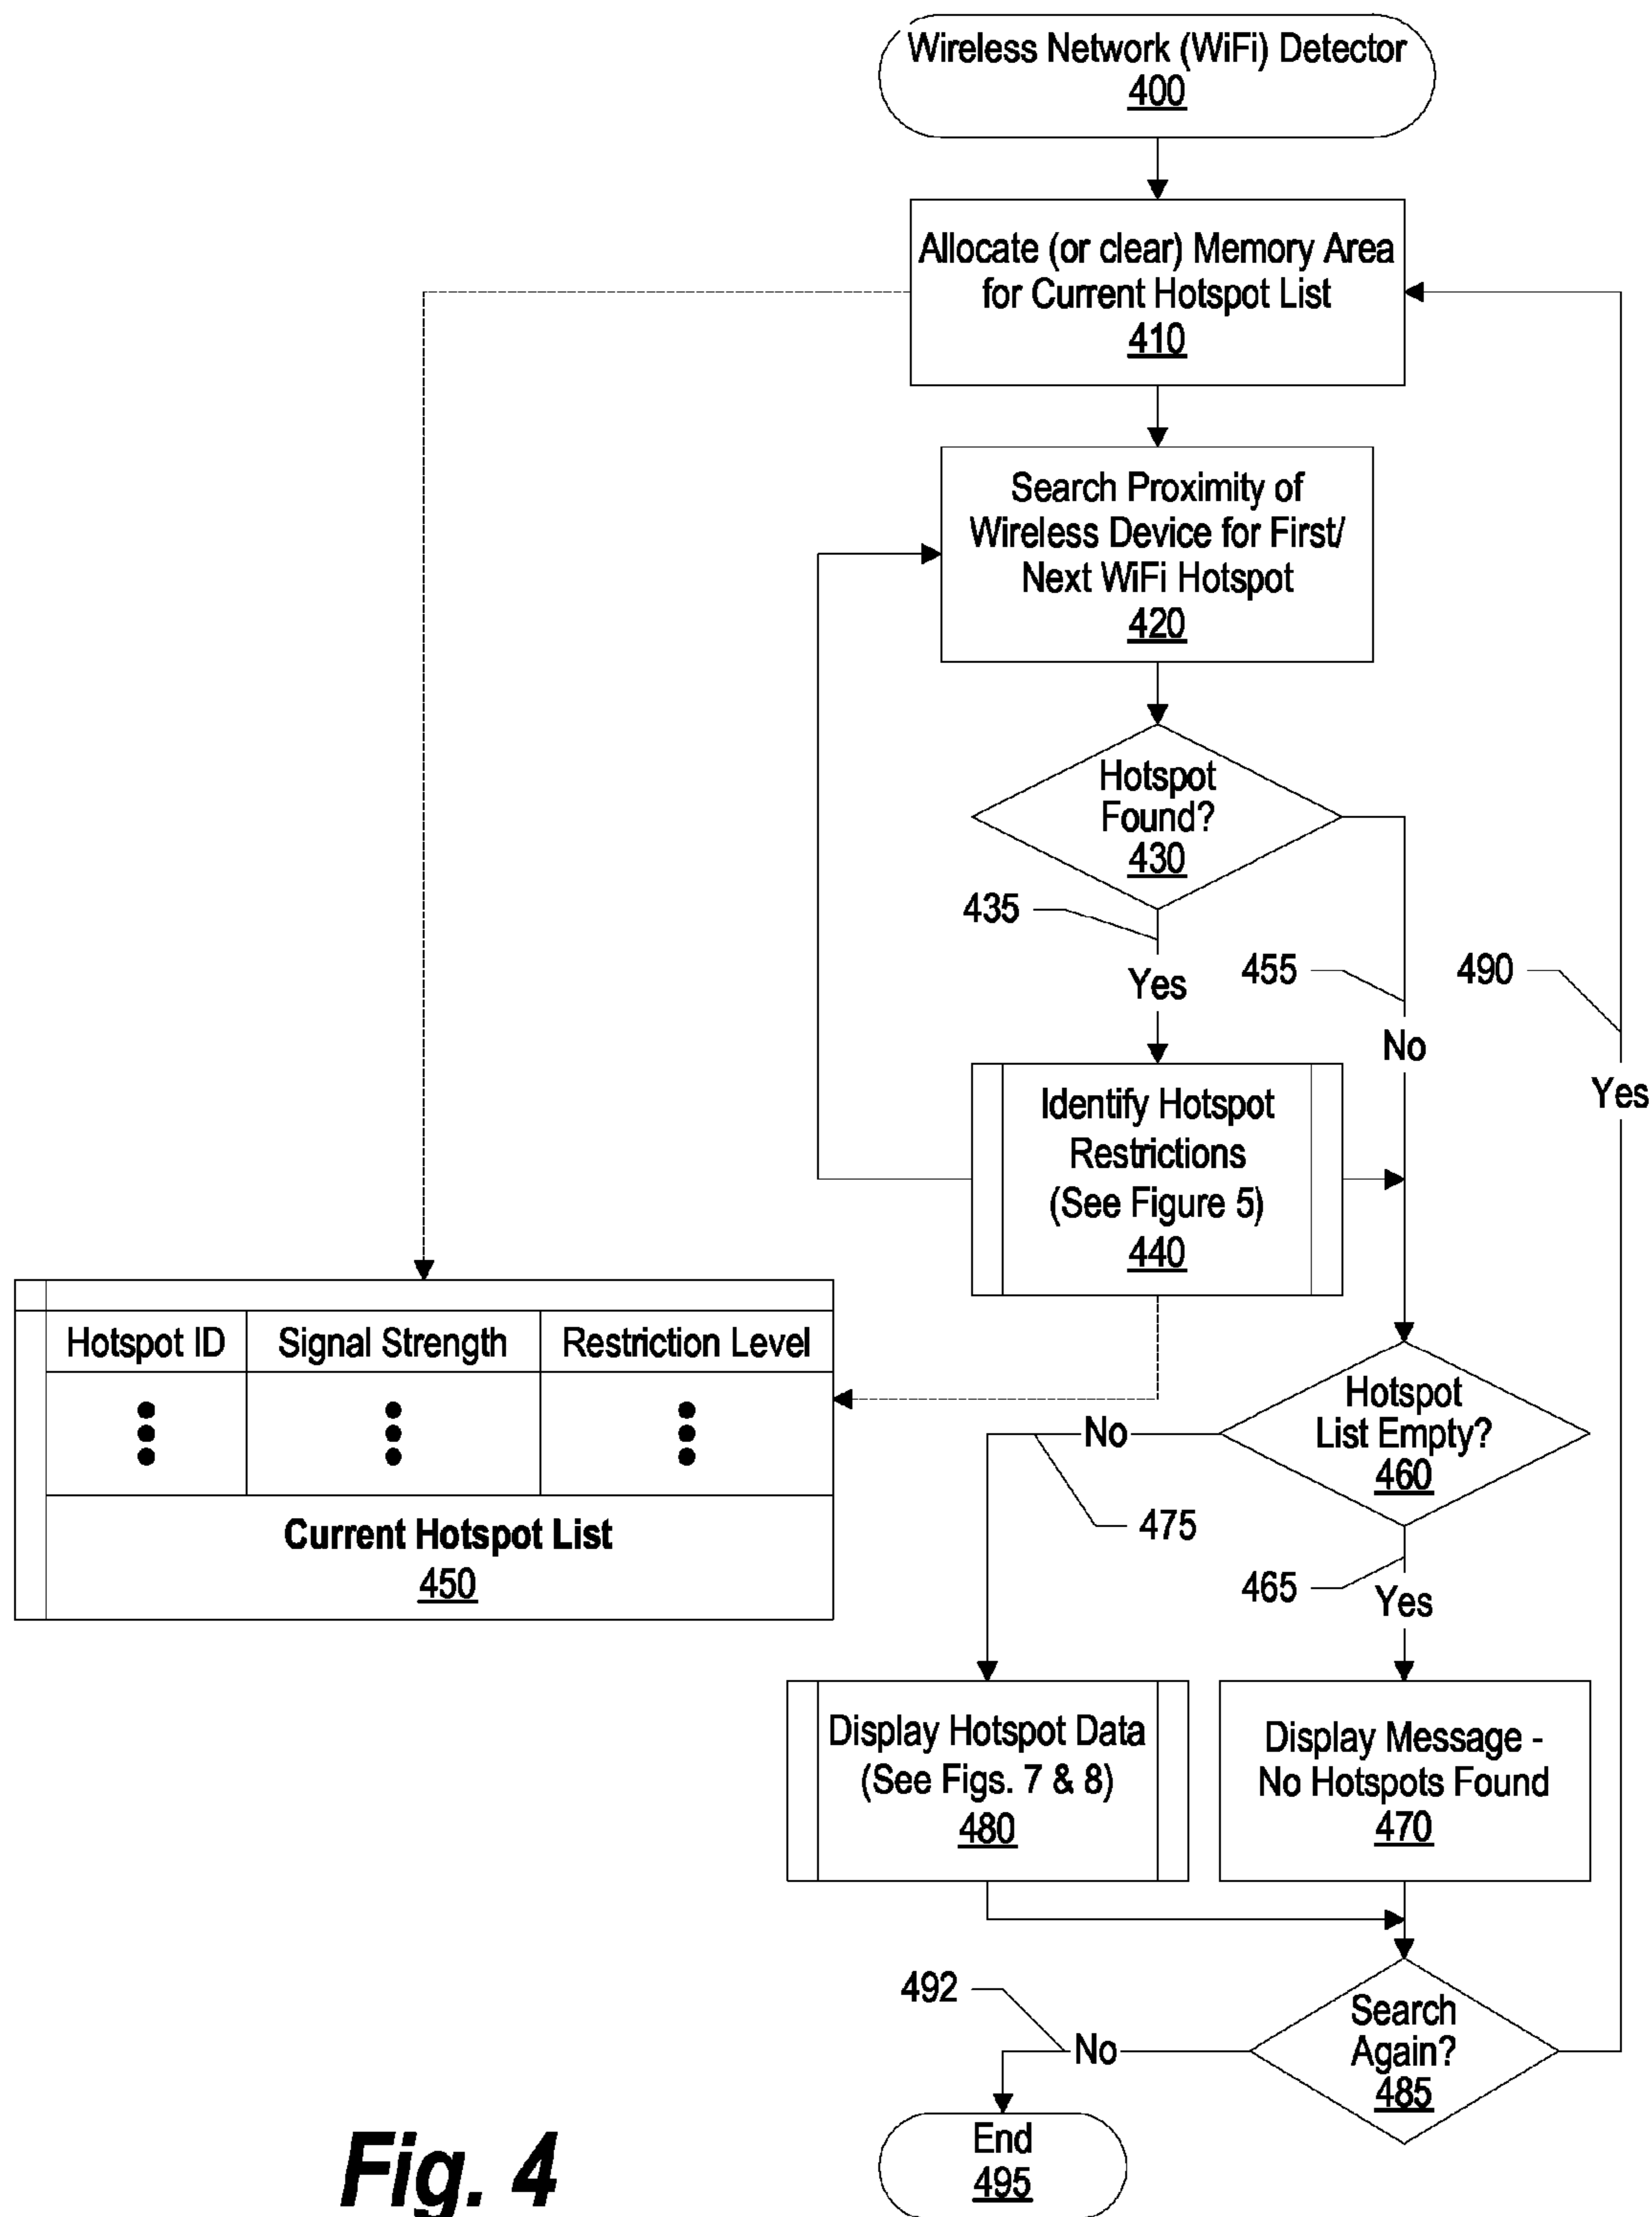 Wireless Network (WiFi) Detector
400
Allocate (or clear) Memory Area
for Current Hotspot List
410
Search Proximity of
Wireless Device for First/
Next WiFi Hotspot
420
Hotspot
Found?
430
435
Yes
455
No
490
Yes
Identify Hotspot
Restrictions
(See Figure 5)
440
Hotspot ID
Signal Strength
Restriction Level
Current Hotspot List
450
Hotspot
List Empty?
460
No
475
465
Yes
Display Hotspot Data
(See Figs. 7 & 8)
480
Display Message -
No Hotspots Found
470
Search
Again?
485
492
No
End
495
Fig. 4